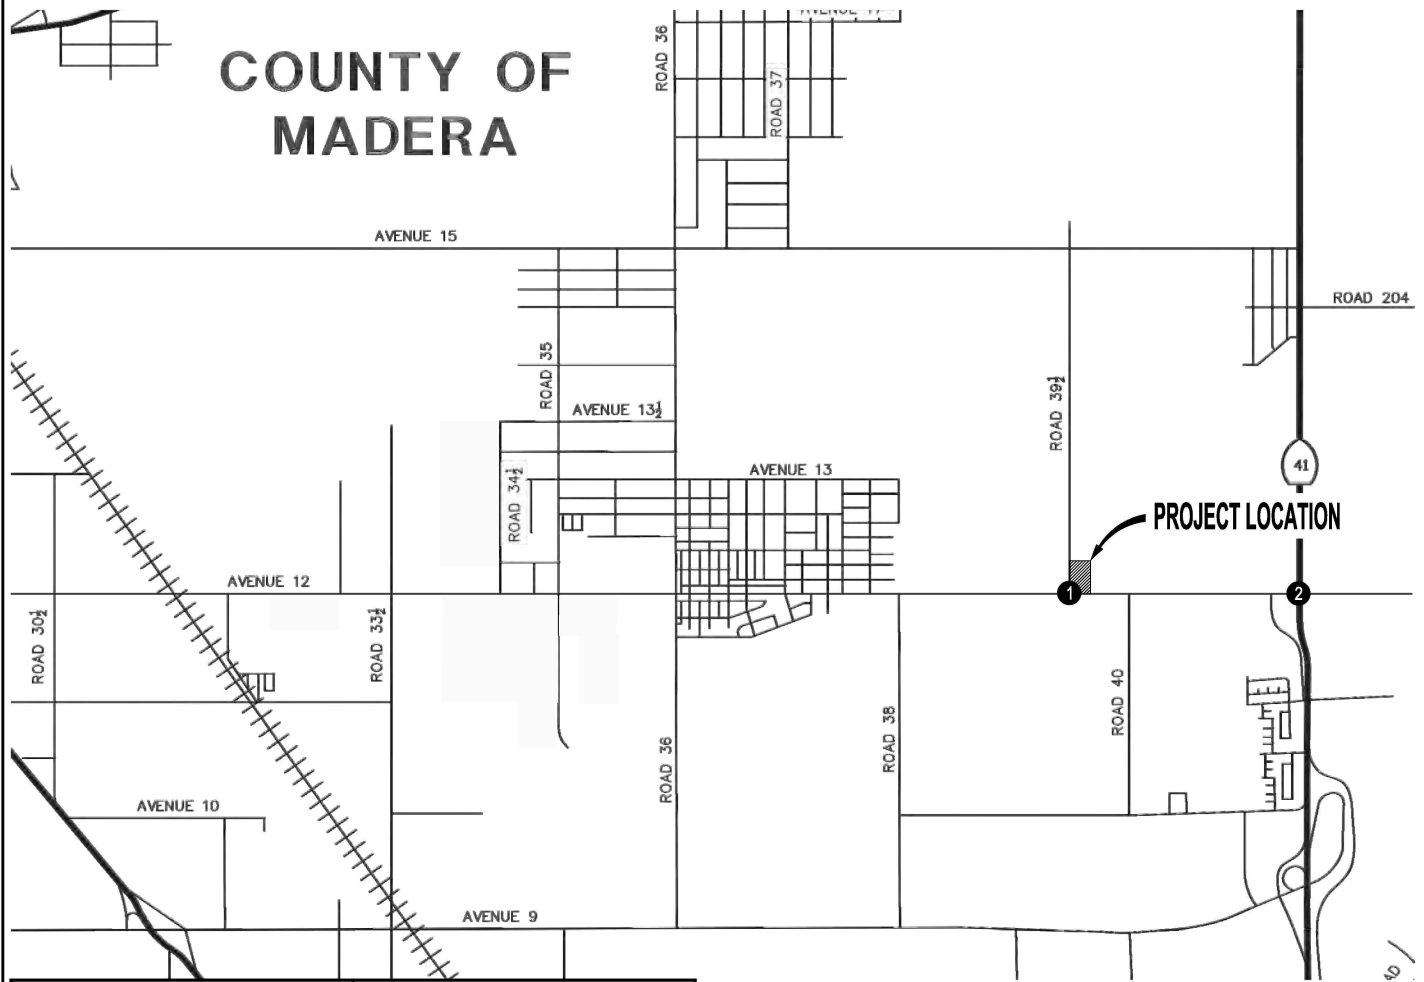 AVENUE 17
COUNTY OF
MADERA
ROAD 36
ROAD 37
AVENUE 15
ROAD 204
ROAD 35
ROAD 39½
AVENUE 13½
41
AVENUE 13
ROAD 34½
PROJECT LOCATION
AVENUE 12
1
2
ROAD 30½
ROAD 33½
ROAD 40
ROAD 38
ROAD 36
AVENUE 10
AVENUE 9